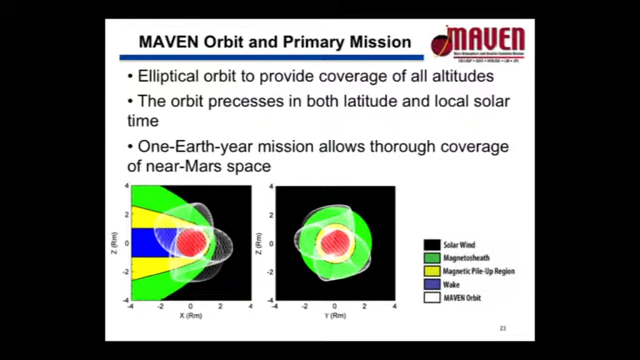 MAVEN Orbit and Primary Mission
MAVEN
• Elliptical orbit to provide coverage of all altitudes
• The orbit precesses in both latitude and local solar
time
• One-Earth-year mission allows thorough coverage
of near-Mars space
4
2
0
-2
-4
Z (Rm)
-4 -2 0 2 4
X (Rm)
4
2
0
-2
-4
Z (Rm)
-4 -2 0 2 4
Y (Rm)
Solar Wind
Magnetosheath
Magnetic Pile-Up Region
Wake
MAVEN Orbit
23